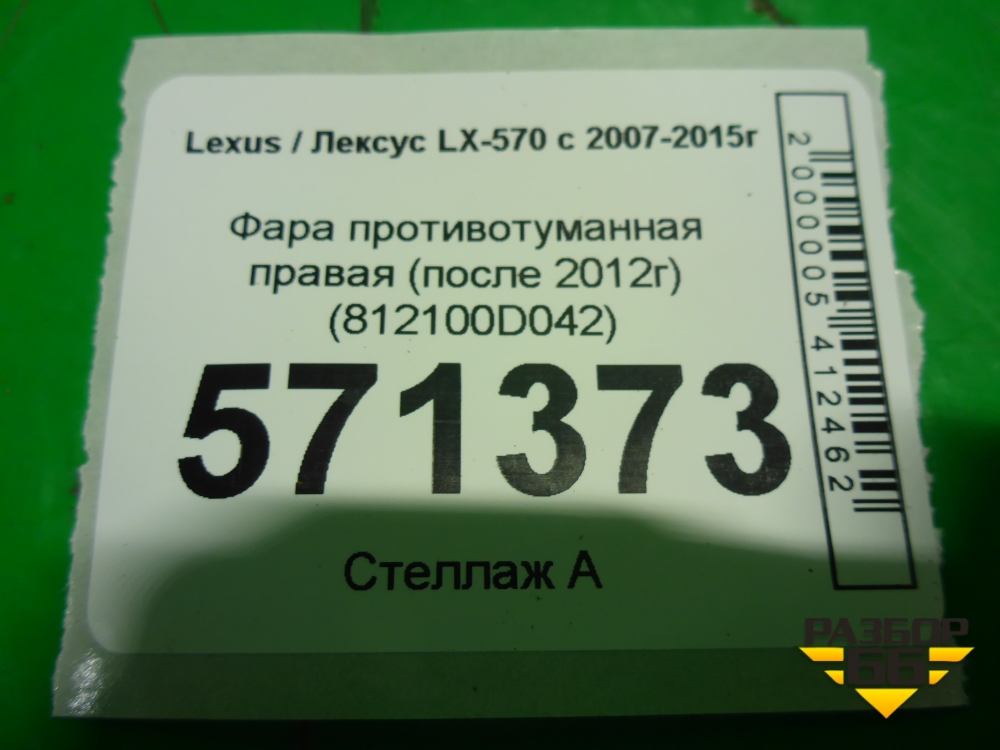 Lexus / Лексус LX-570 с 2007-2015г
Фара противотуманная
правая (после 2012г)
(812100D042)
571373
Стеллаж А
2000005412462
РАЗБОР
66